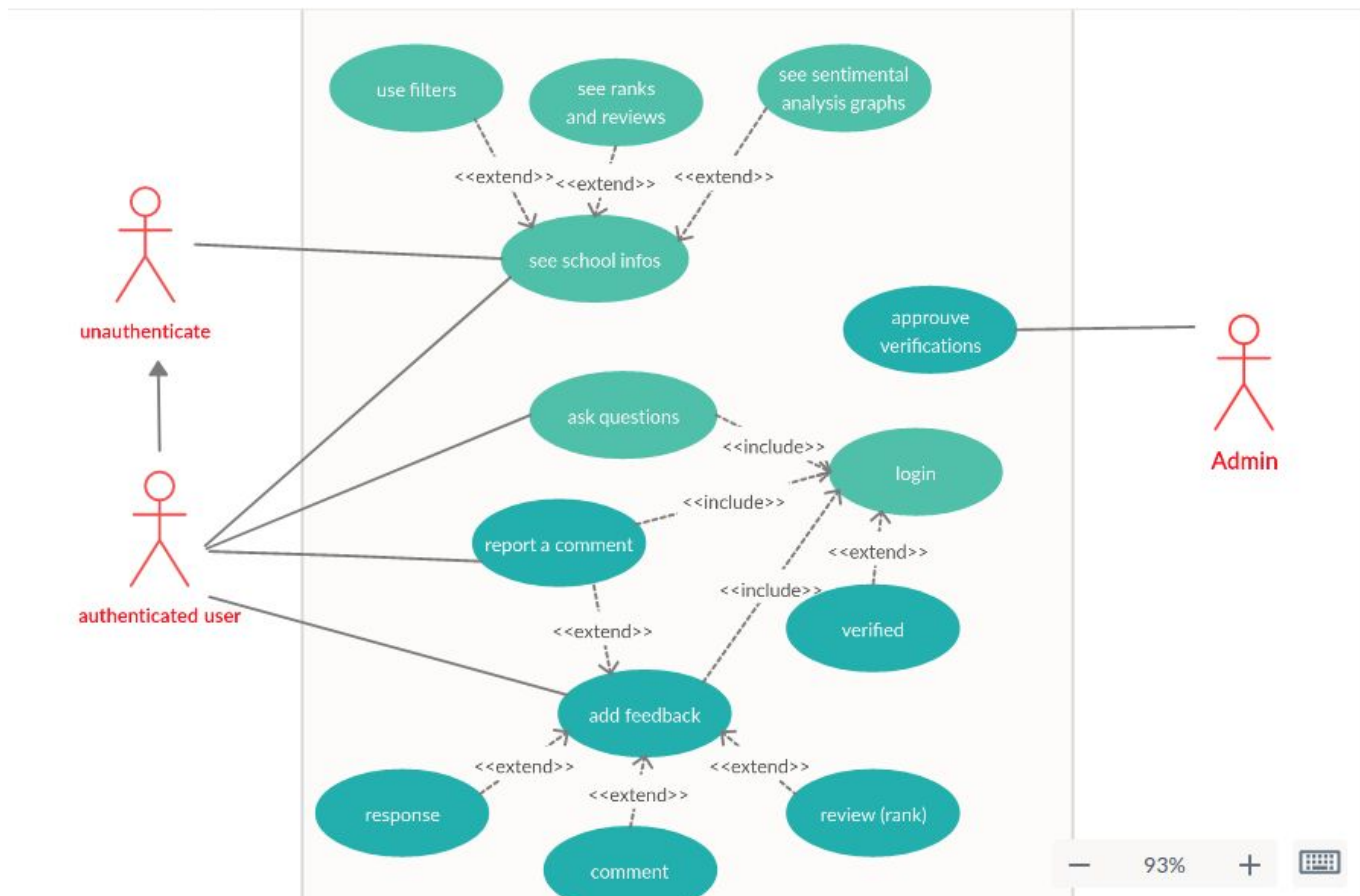 use filters
see ranks
and reviews
see sentimental
analysis graphs
<<extend>>
<<extend>>
<<extend>>
see school infos
unauthenticate
approuve
verifications
Admin
ask questions
<<include>>
login
<<include>>
report a comment
<<extend>>
<<include>>
authenticated user
<<extend>>
verified
add feedback
<<extend>>
<<extend>>
<<extend>>
response
review (rank)
comment
93%